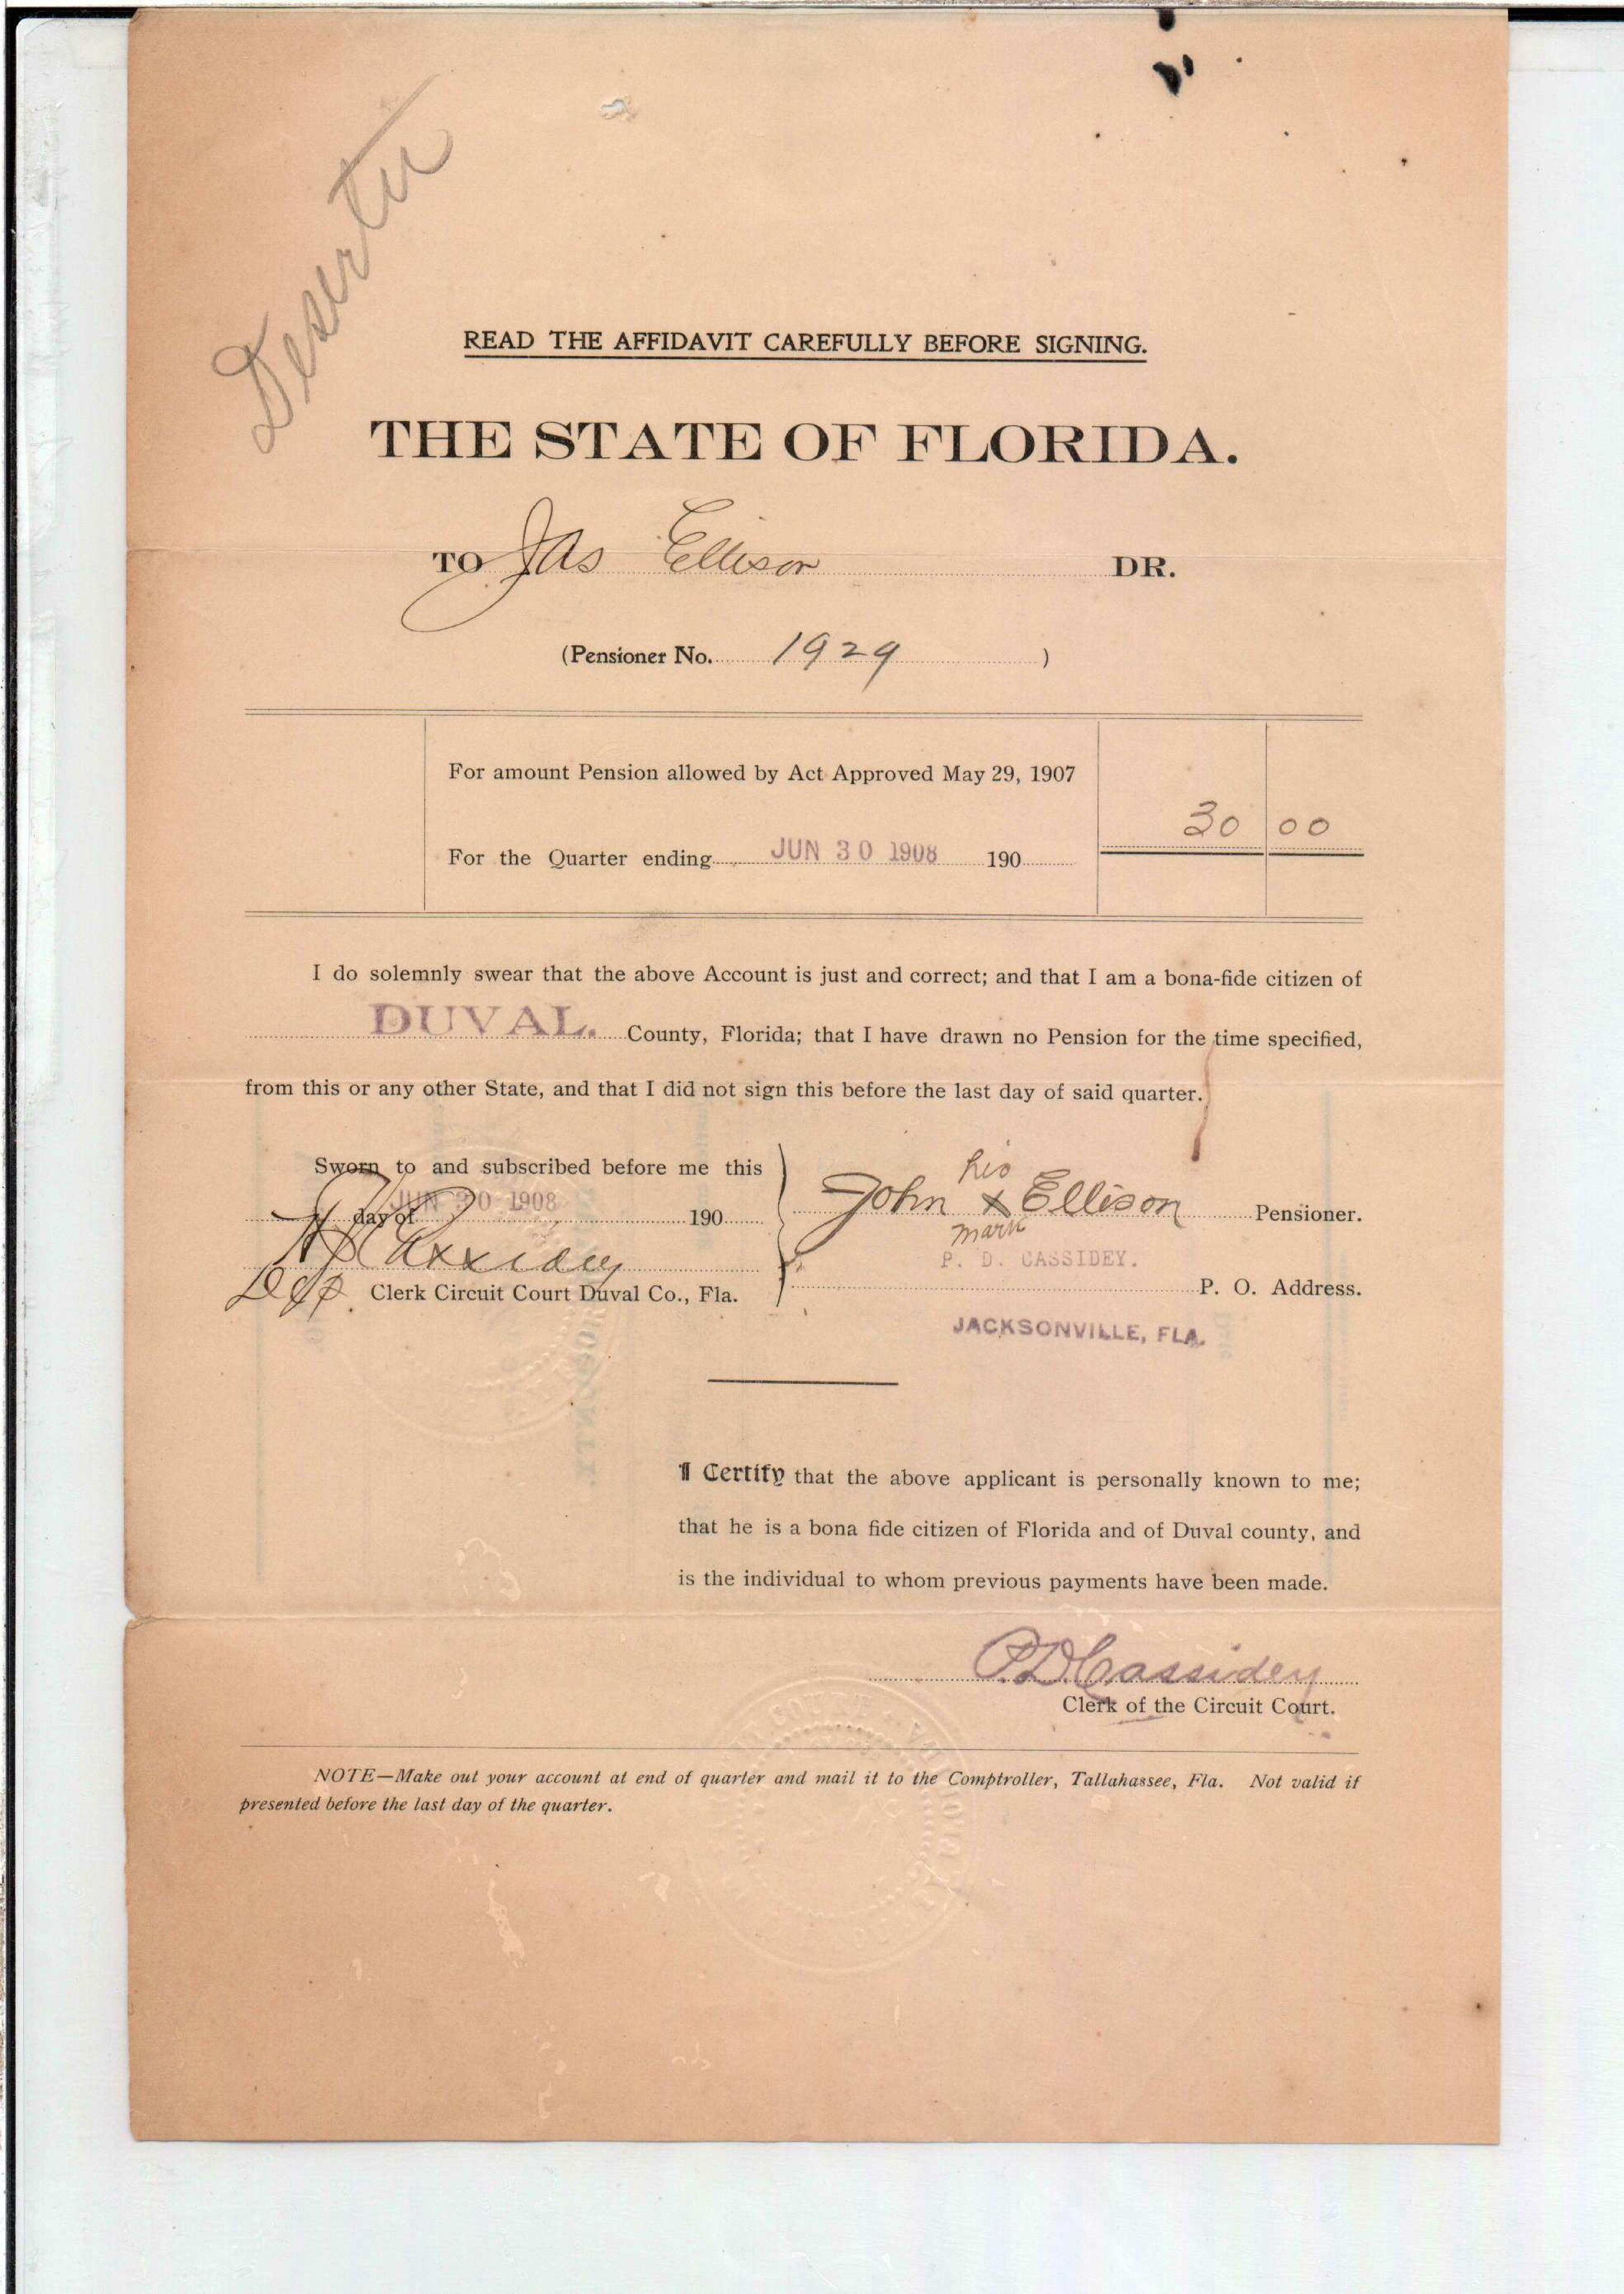 Deserter
READ THE AFFIDAVIT CAREFULLY BEFORE SIGNING.
THE STATE OF FLORIDA.
TO Jas Ellison DR.
(Pensioner No. 1929 )
For amount Pension allowed by Act Approved May 29, 1907
30 00
For the Quarter ending JUN 30 1908 190
I do solemnly swear that the above Account is just and correct; and that I am a bona-fide citizen of
DUVAL. County, Florida; that I have drawn no Pension for the time specified,
from this or any other State, and that I did not sign this before the last day of said quarter.
Sworn to and subscribed before me this
JUN 30 1908
day of 190
Cassidey
Dep. Clerk Circuit Court Duval Co., Fla.
his
John x Ellison Pensioner.
mark
P. D. CASSIDEY.
P. O. Address.
JACKSONVILLE, FLA.
I Certify that the above applicant is personally known to me;
that he is a bona fide citizen of Florida and of Duval county, and
is the individual to whom previous payments have been made.
P.D. Cassidey
Clerk of the Circuit Court.
NOTE—Make out your account at end of quarter and mail it to the Comptroller, Tallahassee, Fla. Not valid if
presented before the last day of the quarter.